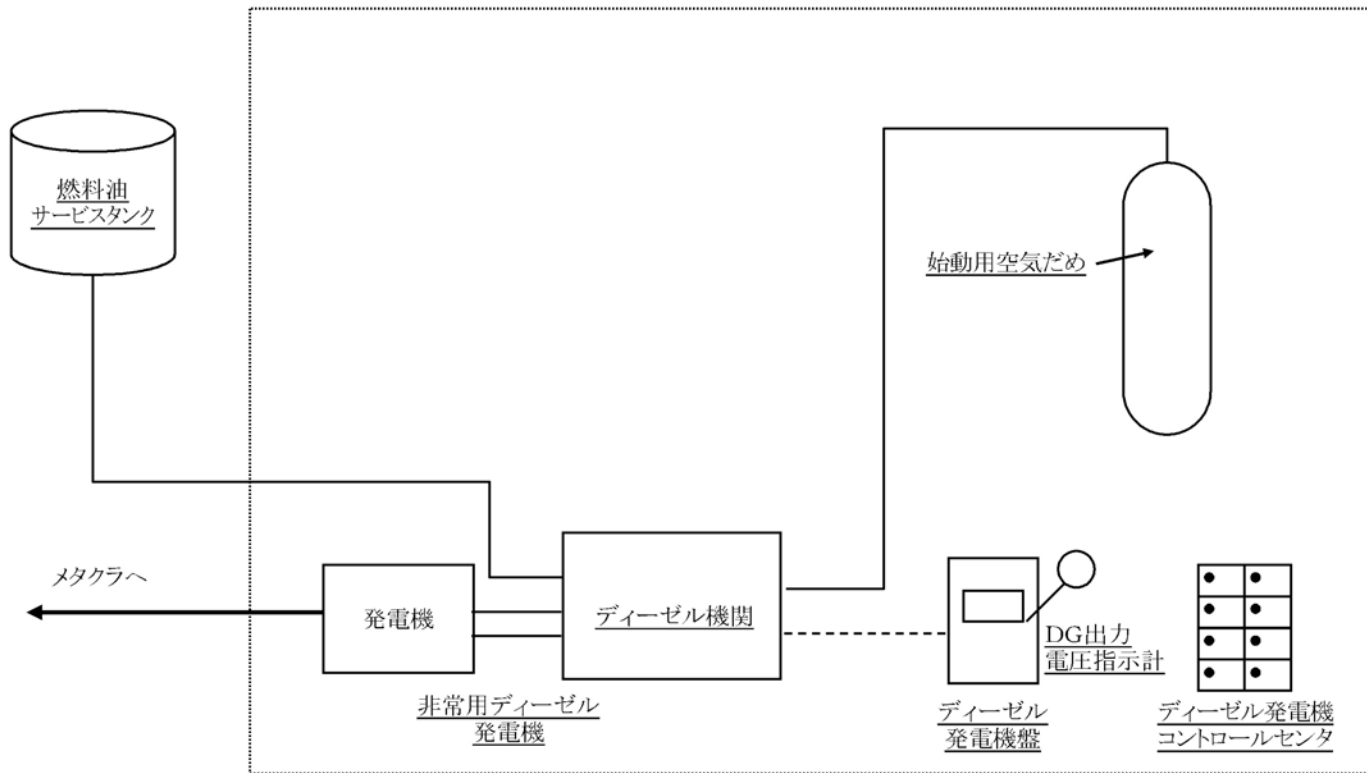 燃料油
サービスタンク
始動用空気だめ
メタクラへ
発電機
ディーゼル機関
DG出力
電圧指示計
非常用ディーゼル
発電機
ディーゼル
発電機盤
ディーゼル発電機
コントロールセンタ